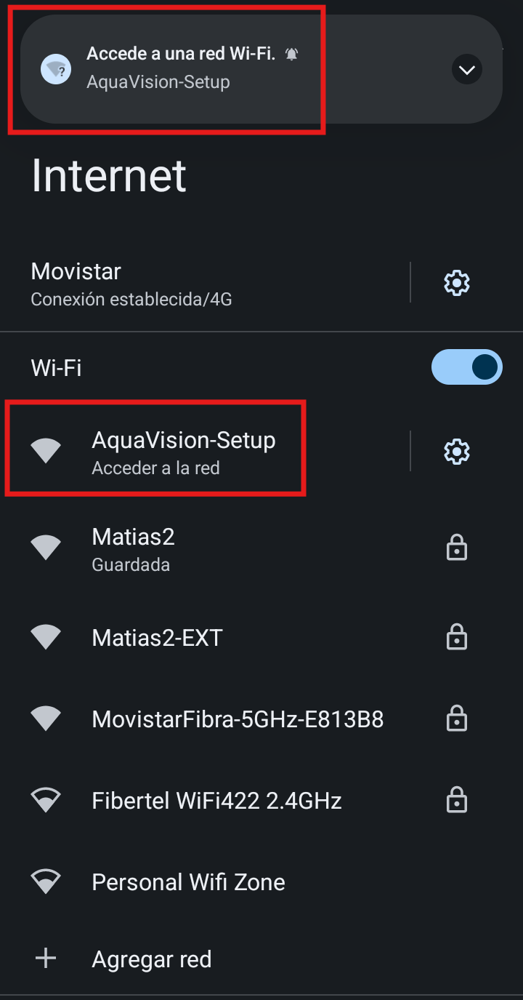 Accede a una red Wi-Fi.
AquaVision-Setup
Internet
Movistar
Conexión establecida/4G
Wi-Fi
AquaVision-Setup
Acceder a la red
Matias2
Guardada
Matias2-EXT
MovistarFibra-5GHz-E813B8
Fibertel WiFi422 2.4GHz
Personal Wifi Zone
Agregar red